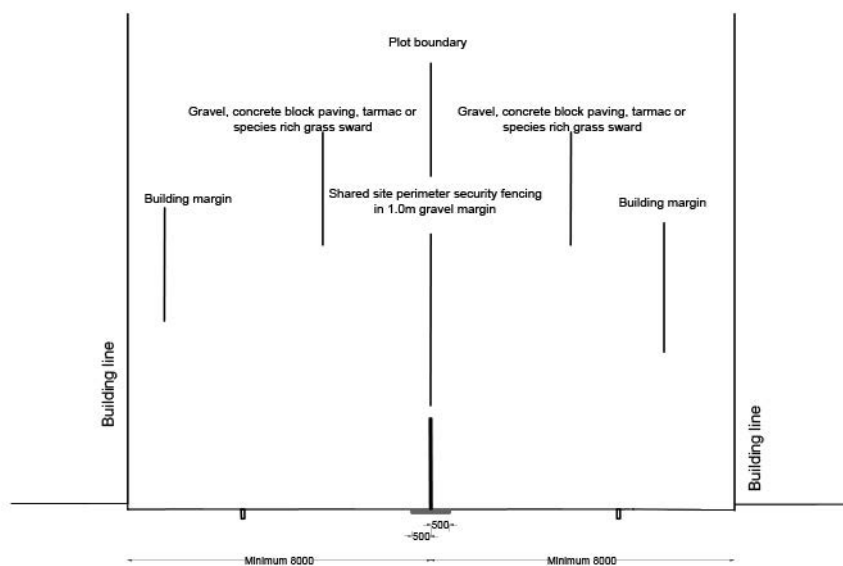 Plot boundary
Gravel, concrete block paving, tarmac or
species rich grass sward
Gravel, concrete block paving, tarmac or
species rich grass sward
Building margin
Shared site perimeter security fencing
in 1.0m gravel margin
Building margin
Building line
Building line
500
500
Minimum 8000
Minimum 8000